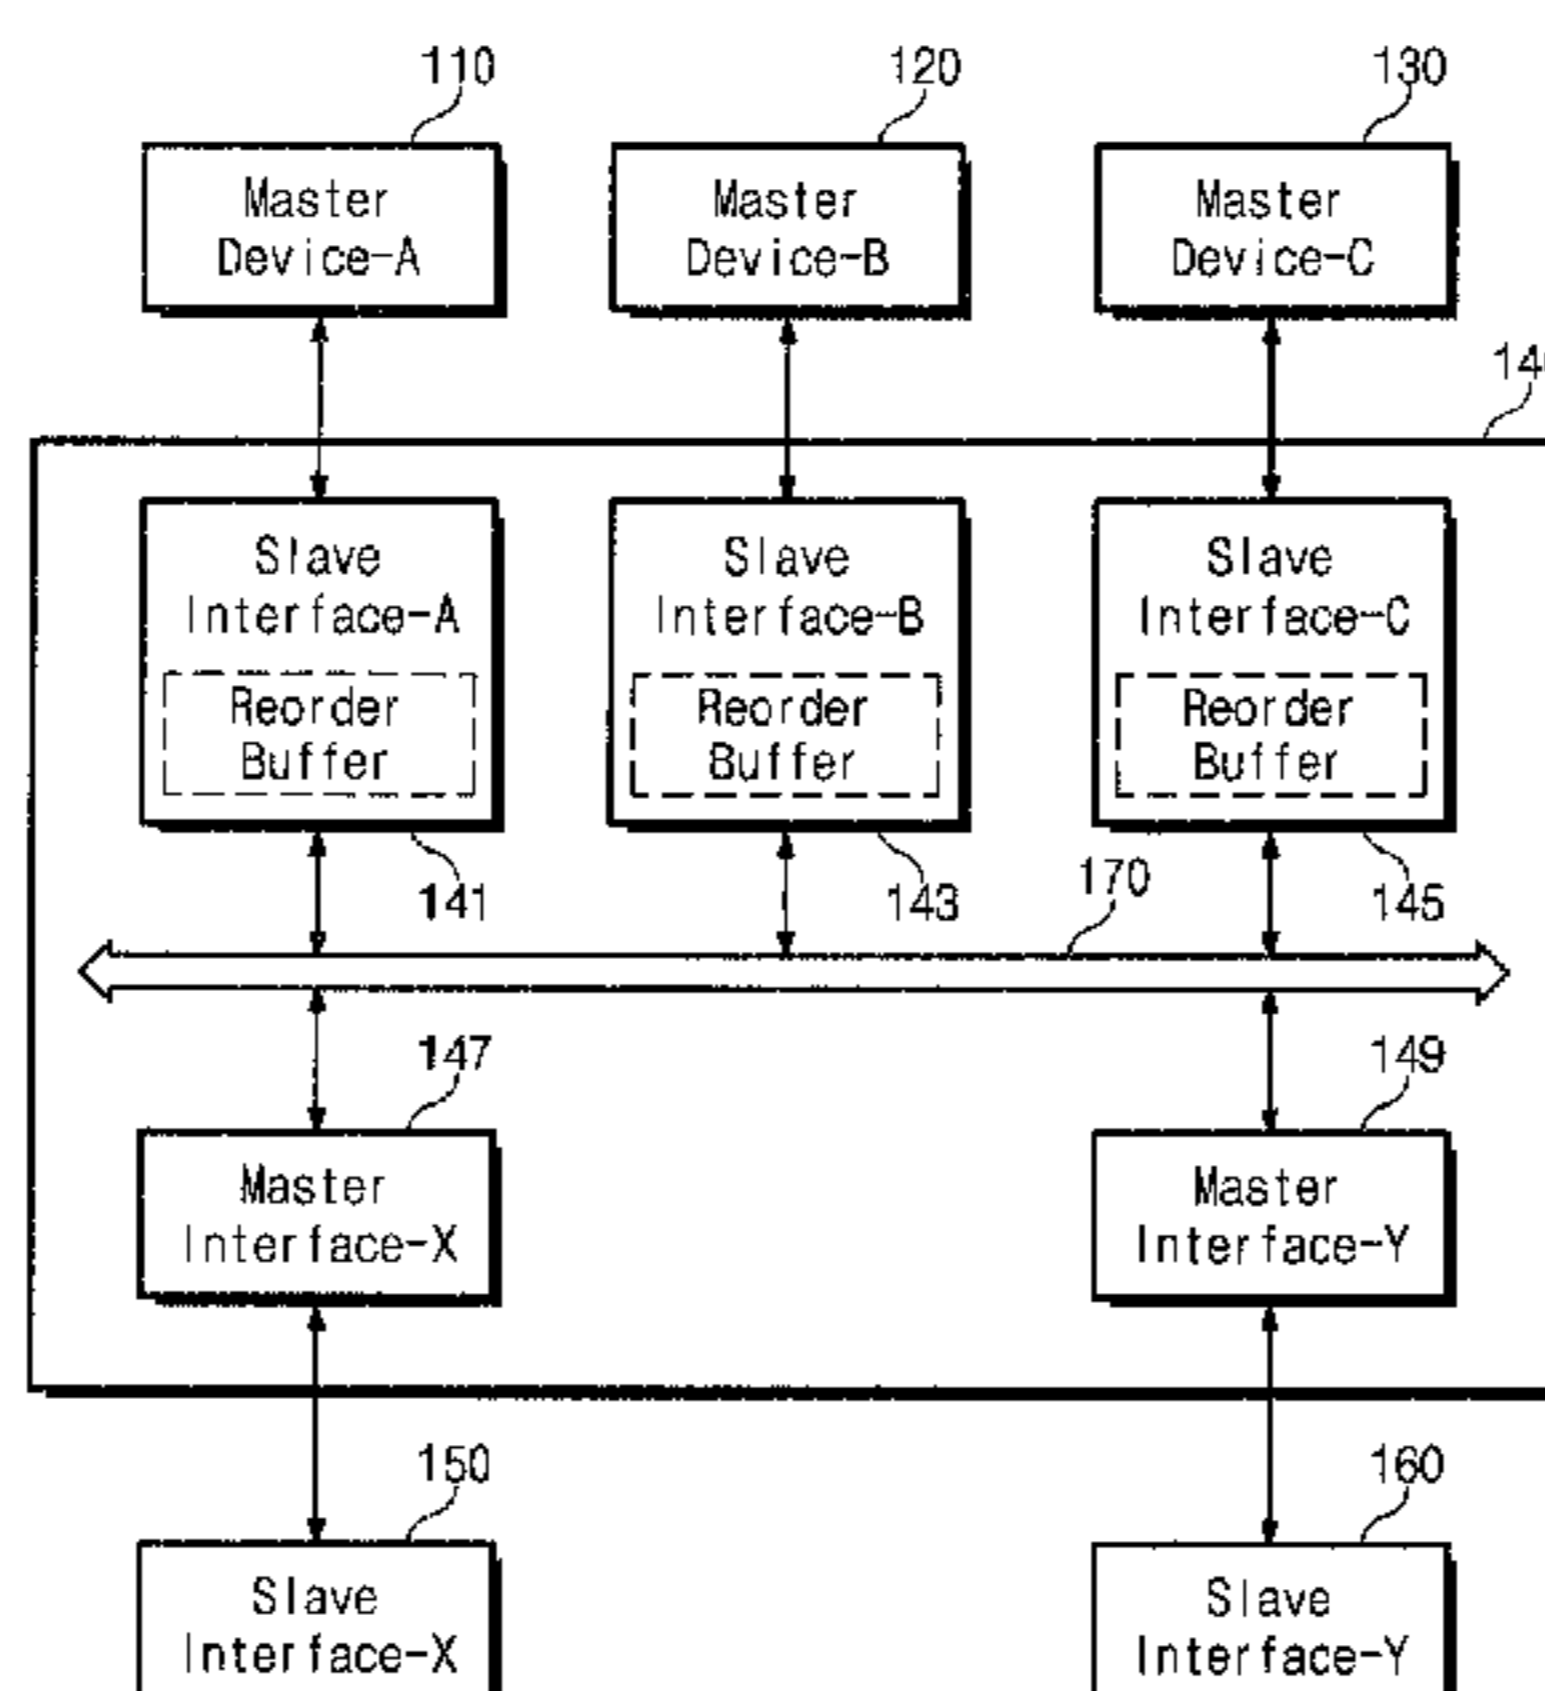 110
120
130
Master
Device-A
Master
Device-B
Master
Device-C
Slave
Interface-A
Reorder
Buffer
Slave
Interface-B
Reorder
Buffer
Slave
Interface-C
Reorder
Buffer
141
143
170
145
147
149
Master
Interface-X
Master
Interface-Y
150
160
Slave
Interface-X
Slave
Interface-Y